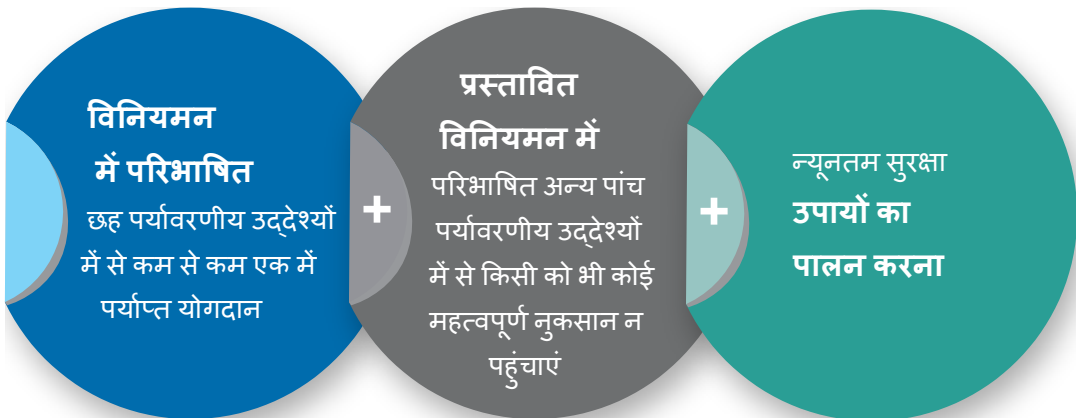 विनियमन
में परिभाषित
छह पर्यावरणीय उद्देश्यों
में से कम से कम एक में
पर्याप्त योगदान
+
प्रस्तावित
विनियमन में
परिभाषित अन्य पांच
पर्यावरणीय उद्देश्यों
में से किसी को भी कोई
महत्वपूर्ण नुकसान न
पहुंचाएं
+
न्यूनतम सुरक्षा
उपायों का
पालन करना